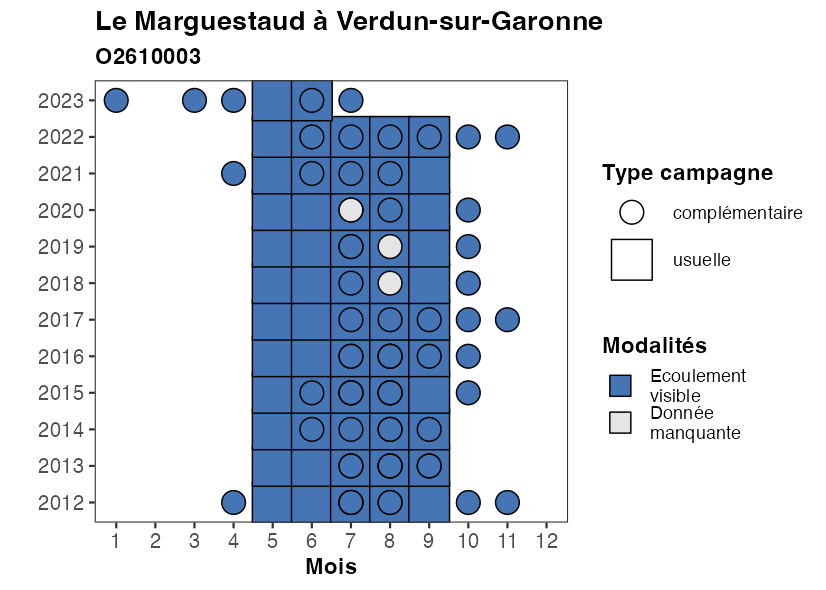 Le Marguestaud à Verdun-sur-Garonne
O2610003
2023
2022
2021
2020
2019
2018
2017
2016
2015
2014
2013
2012
1 2 3 4 5 6 7 8 9 10 11 12
Mois
Type campagne
complémentaire
usuelle
Modalités
Ecoulement
visible
Donnée
manquante